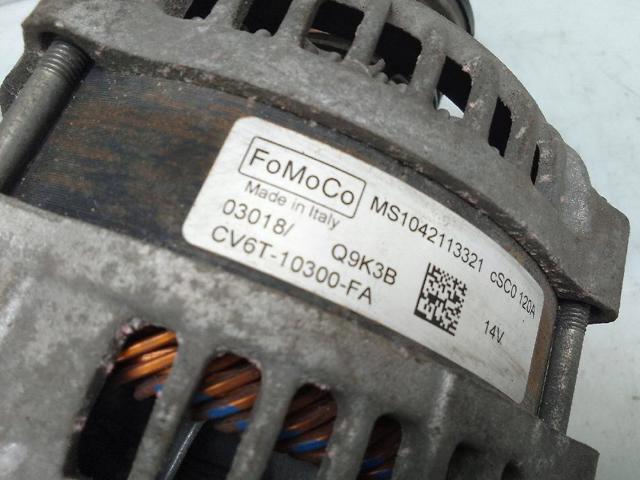 FoMoCo
Made in Italy
03018/ Q9K3B
CV6T-10300-FA
MS1042113321 cSC0 120A
14V